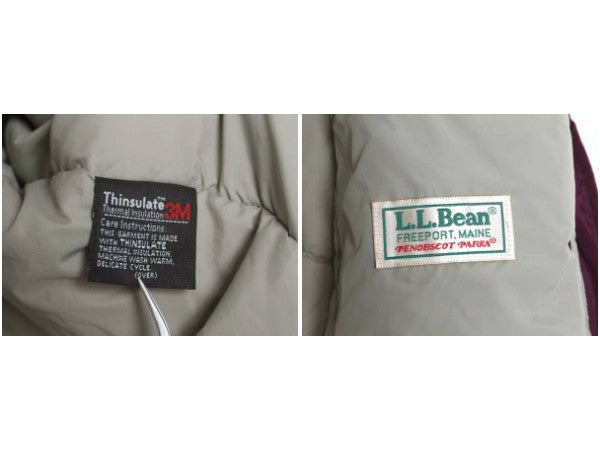 Thinsulate™
Thermal Insulation 3M
Care Instructions:
THIS GARMENT IS MADE
WITH THINSULATE
THERMAL INSULATION.
MACHINE WASH WARM.
DELICATE CYCLE.
(OVER)
L.L.Bean®
FREEPORT, MAINE
PENOBSCOT PARKA®